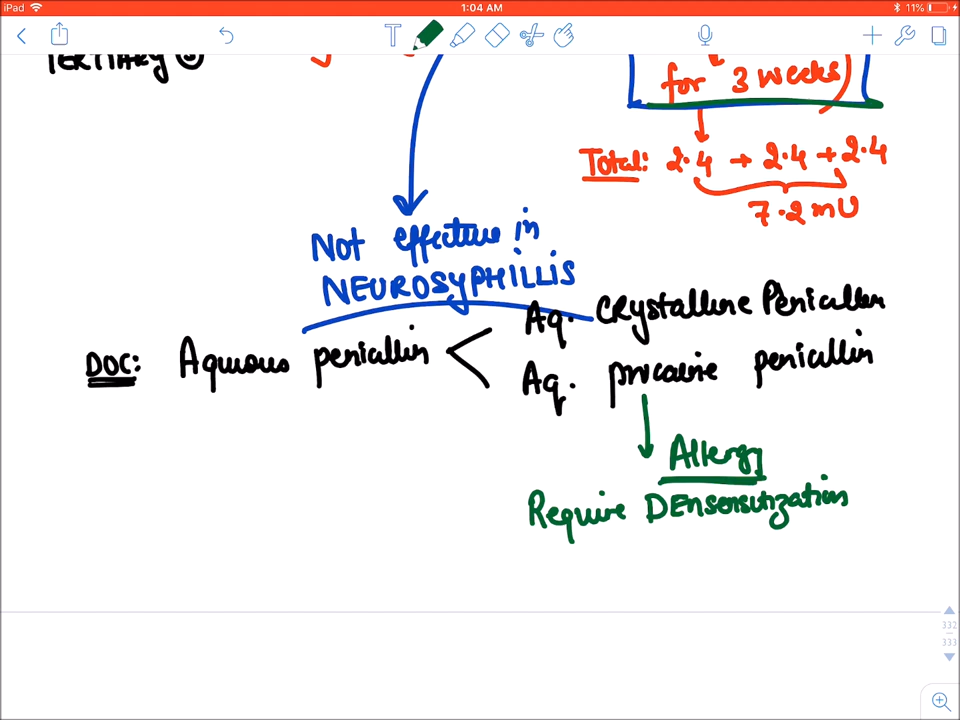 iPad 1:04 AM 11%
T
TERTIARY
for 3 weeks)
Total: 2.4 + 2.4 + 2.4
7.2 mU
Not effective in
NEUROSYPHILLIS
Aq. Crystalline Penicillin
DOC: Aqueous penicillin
Aq. procaine penicillin
Allergy
Require DEnsensitization
332
333